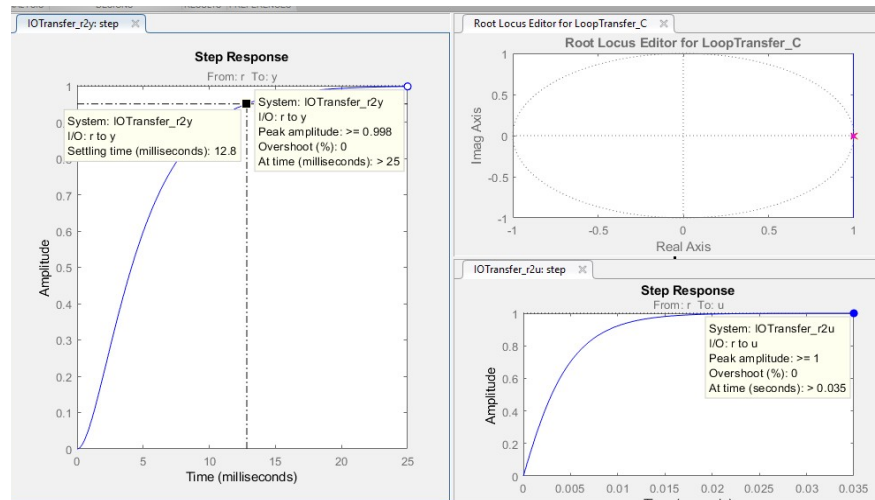 IOTransfer_r2y: step
Step Response
From: r To: y
System: IOTransfer_r2y
I/O: r to y
Settling time (milliseconds): 12.8
System: IOTransfer_r2y
I/O: r to y
Peak amplitude: >= 0.998
Overshoot (%): 0
At time (milliseconds): > 25
Amplitude
1
0.8
0.7
0.6
0.5
0.4
0.3
0.2
0.1
0
0 5 10 15 20 25
Time (milliseconds)
Root Locus Editor for LoopTransfer_C
Root Locus Editor for LoopTransfer_C
Imag Axis
1
0.5
0
-0.5
-1
-1 -0.5 0 0.5 1
Real Axis
IOTransfer_r2u: step
Step Response
From: r To: u
System: IOTransfer_r2u
I/O: r to u
Peak amplitude: >= 1
Overshoot (%): 0
At time (seconds): > 0.035
Amplitude
1
0.8
0.6
0.4
0.2
0
0 0.005 0.01 0.015 0.02 0.025 0.03 0.035